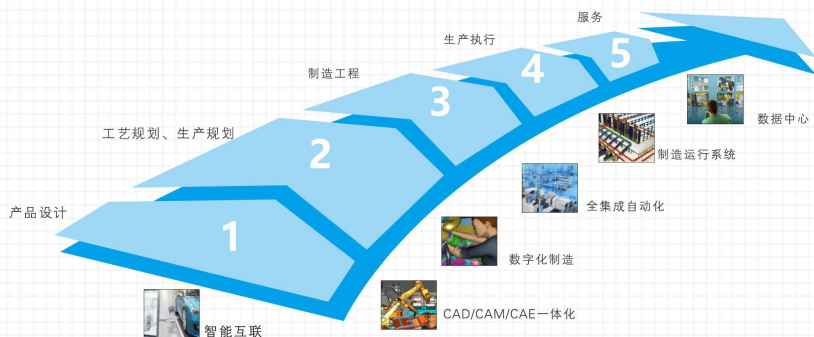 服务
5
生产执行
4
制造工程
3
工艺规划、生产规划
2
产品设计
1
数据中心
制造运行系统
全集成自动化
数字化制造
CAD/CAM/CAE一体化
智能互联